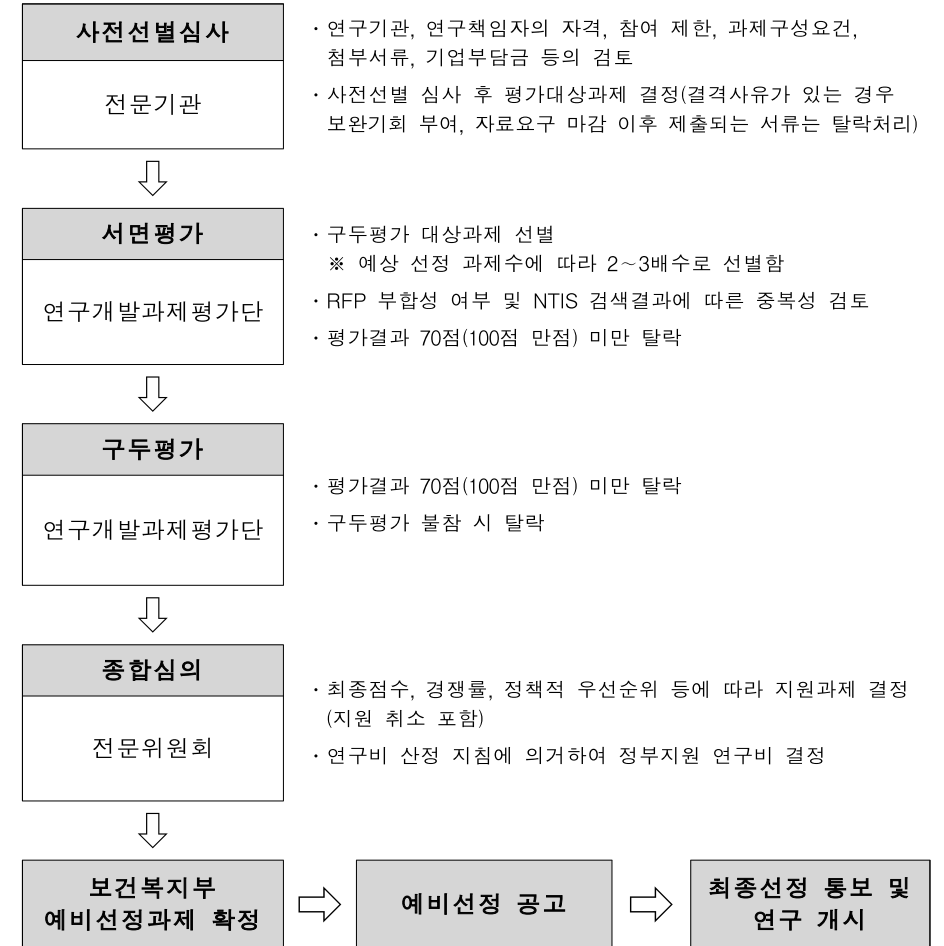 사전선별심사
전문기관
· 연구기관, 연구책임자의 자격, 참여 제한, 과제구성요건,
첨부서류, 기업부담금 등의 검토
· 사전선별 심사 후 평가대상과제 결정(결격사유가 있는 경우
보완기회 부여, 자료요구 마감 이후 제출되는 서류는 탈락처리)
서면평가
연구개발과제평가단
· 구두평가 대상과제 선별
※ 예상 선정 과제수에 따라 2~3배수로 선별함
· RFP 부합성 여부 및 NTIS 검색결과에 따른 중복성 검토
· 평가결과 70점(100점 만점) 미만 탈락
구두평가
연구개발과제평가단
· 평가결과 70점(100점 만점) 미만 탈락
· 구두평가 불참 시 탈락
종합심의
전문위원회
· 최종점수, 경쟁률, 정책적 우선순위 등에 따라 지원과제 결정
(지원 취소 포함)
· 연구비 산정 지침에 의거하여 정부지원 연구비 결정
보건복지부
예비선정과제 확정
예비선정 공고
최종선정 통보 및
연구 개시